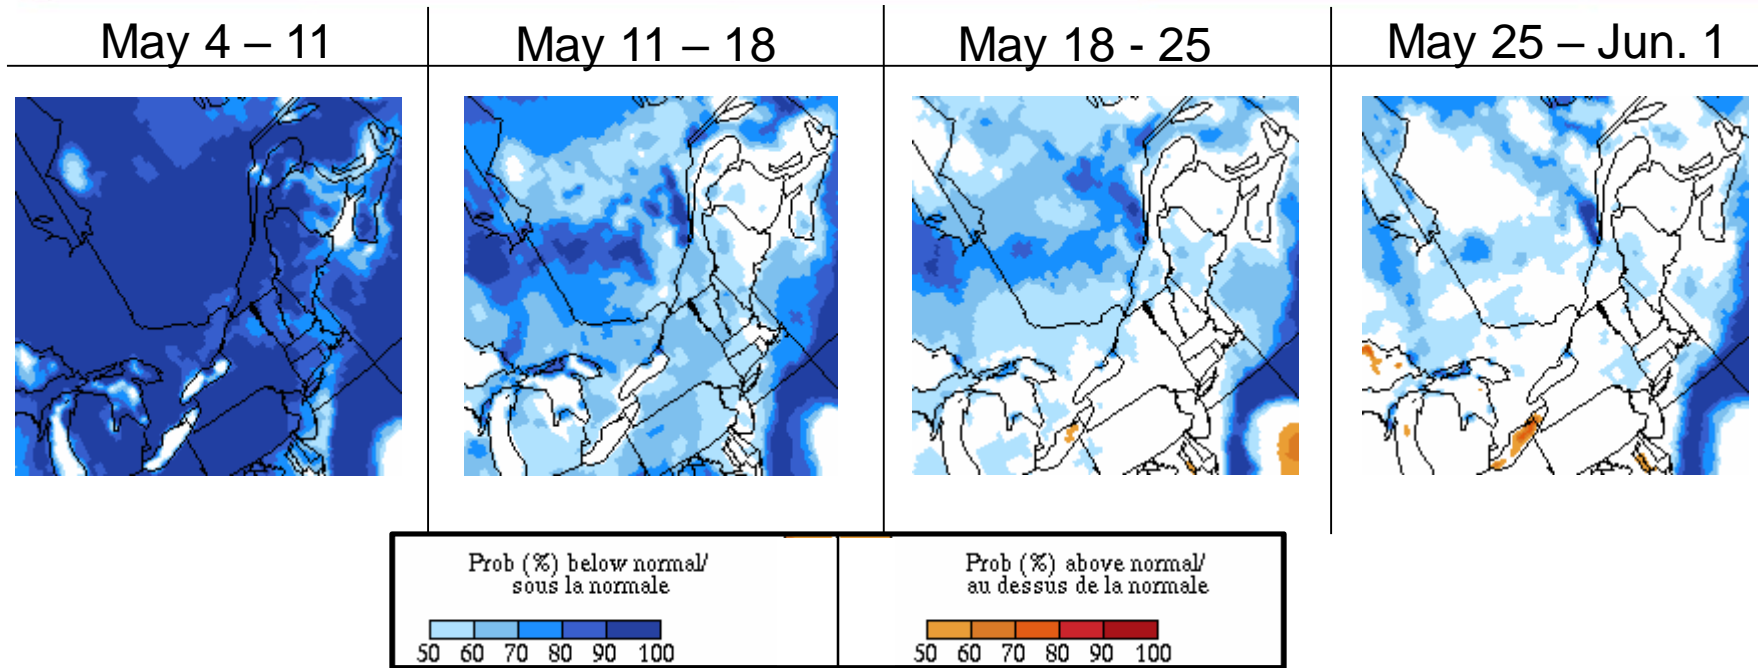 May 4 – 11
May 11 – 18
May 18 - 25
May 25 – Jun. 1
Prob (%) below normal/
sous la normale
50 60 70 80 90 100
Prob (%) above normal/
au dessus de la normale
50 60 70 80 90 100